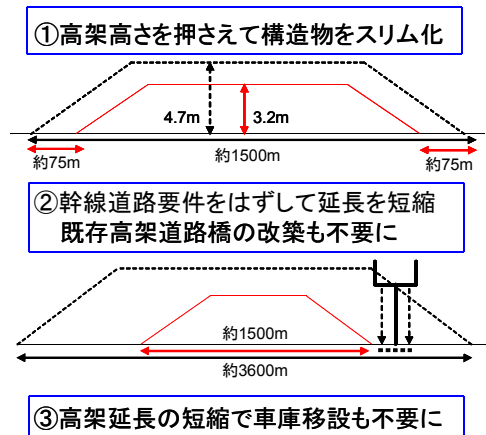 ①高架高さを押さえて構造物をスリム化
4.7m
3.2m
約75m
約1500m
約75m
②幹線道路要件をはずして延長を短縮
既存高架道路橋の改築も不要に
約1500m
約3600m
③高架延長の短縮で車庫移設も不要に